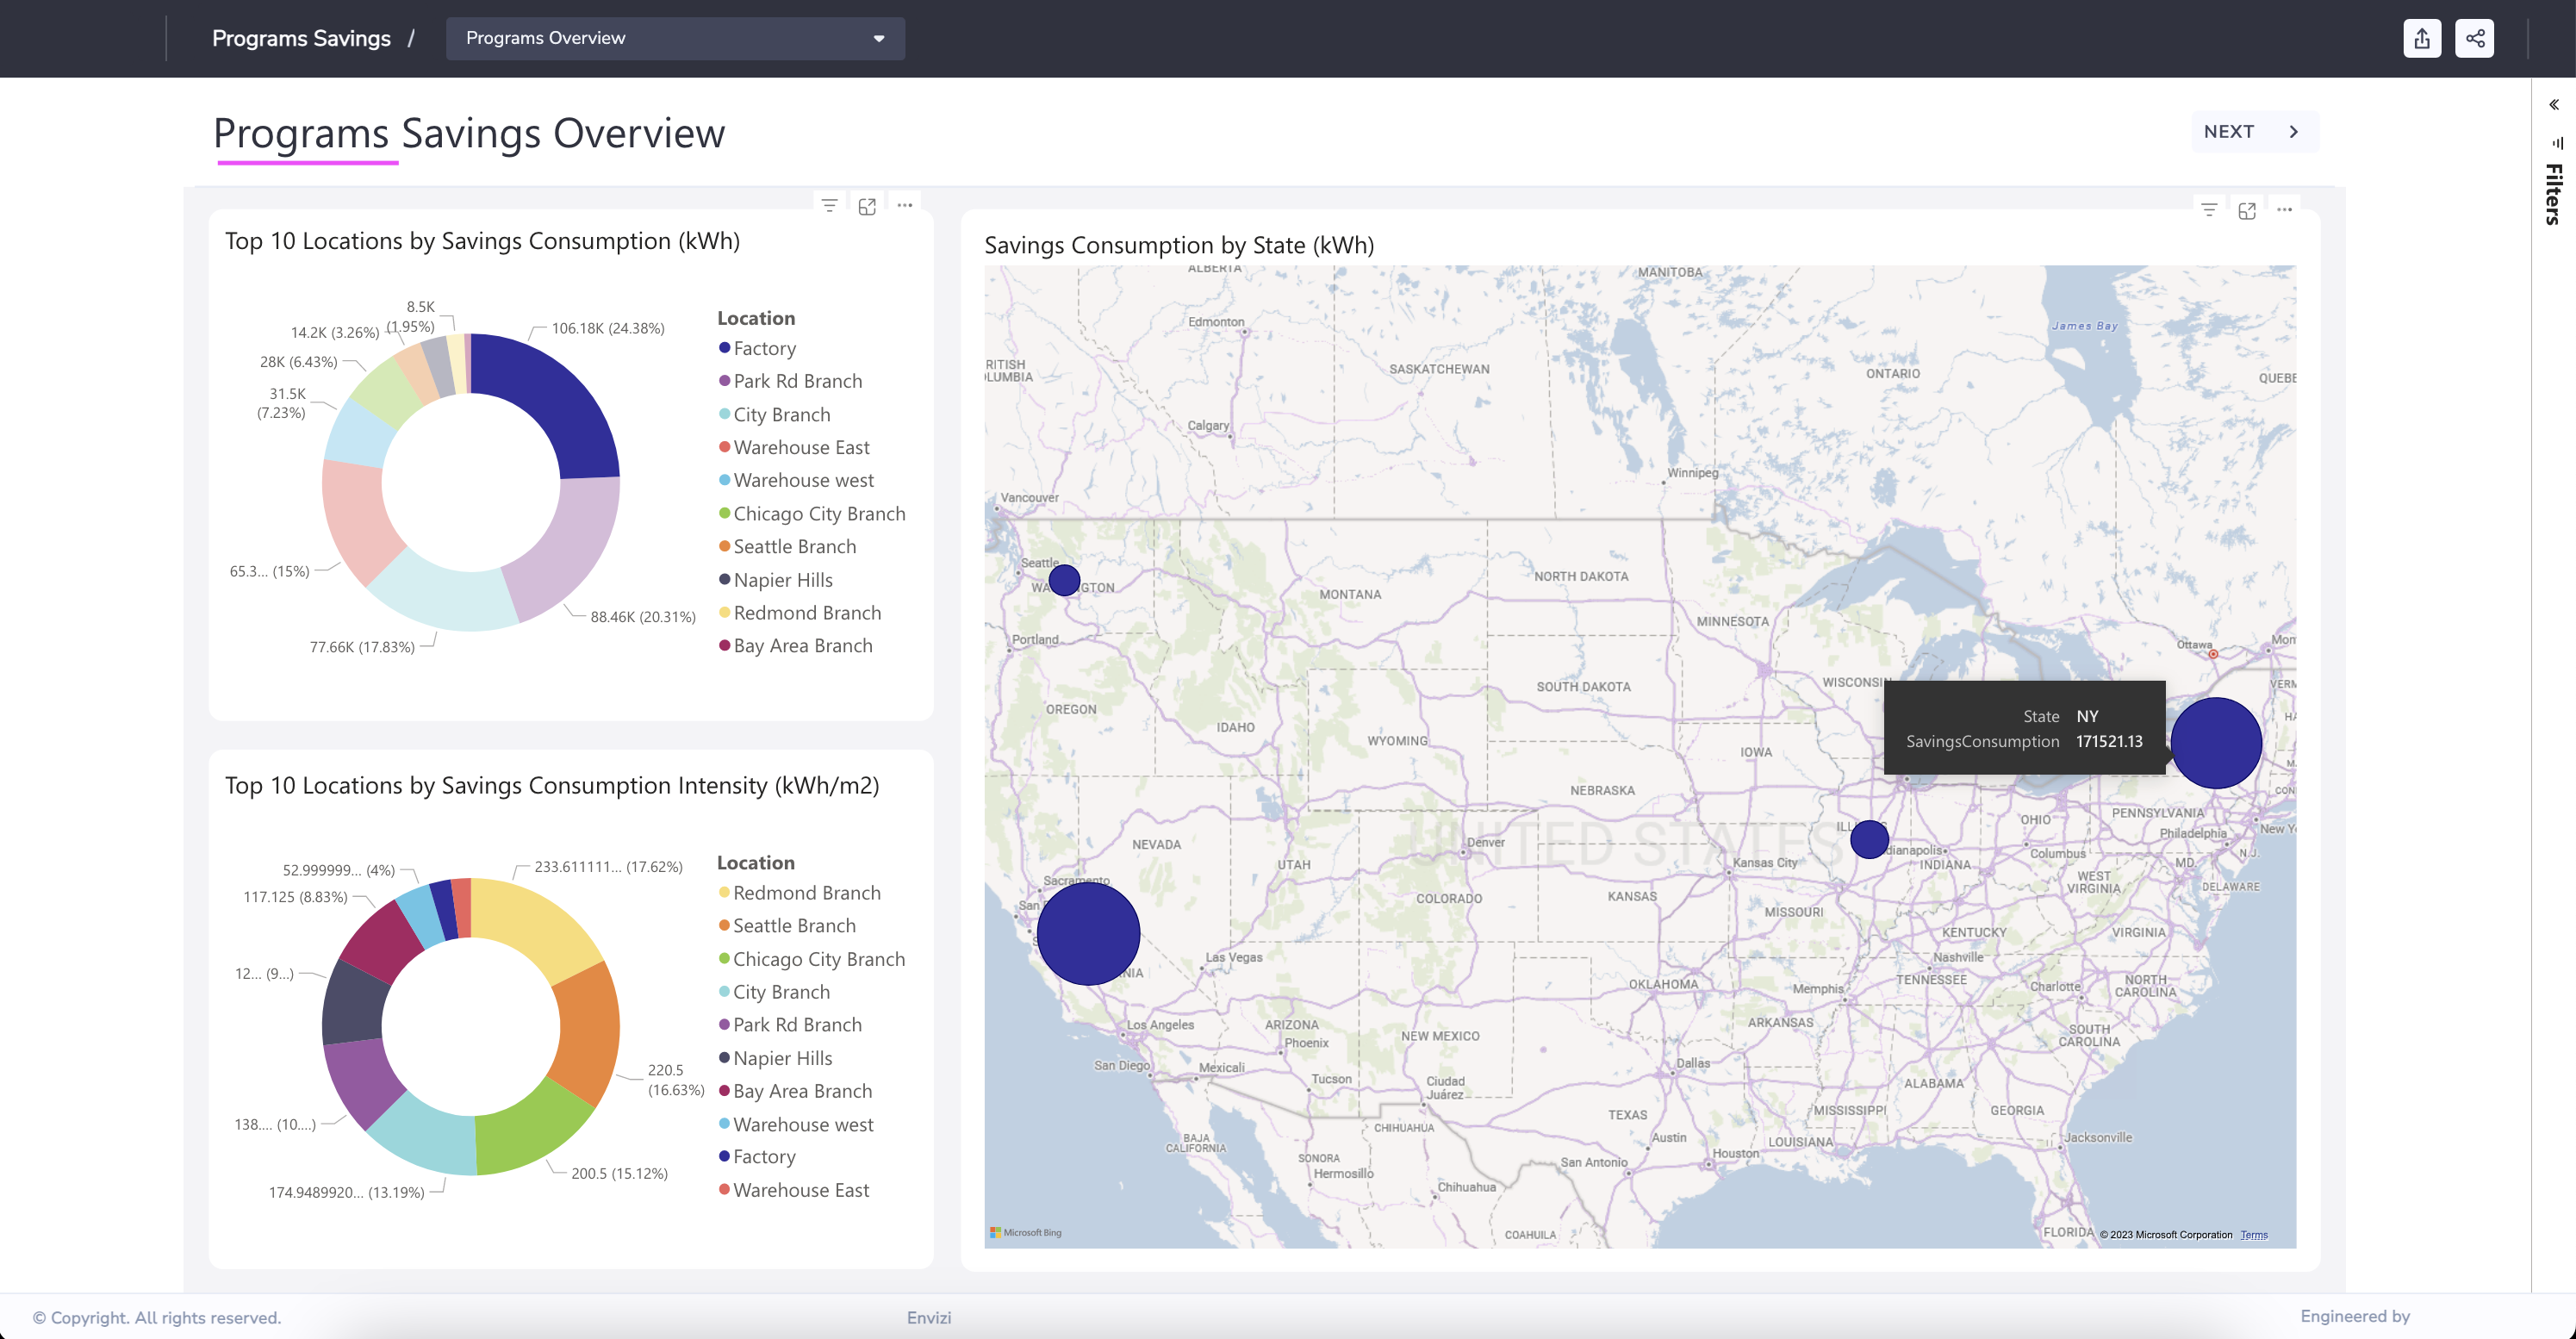 Programs Savings /
Programs Overview
Programs Savings Overview
NEXT
Filters
Top 10 Locations by Savings Consumption (kWh)
8.5K
(1.95%)
14.2K (3.26%)
28K (6.43%)
31.5K
(7.23%)
65.3... (15%)
77.66K (17.83%)
88.46K (20.31%)
106.18K (24.38%)
Location
Factory
Park Rd Branch
City Branch
Warehouse East
Warehouse west
Chicago City Branch
Seattle Branch
Napier Hills
Redmond Branch
Bay Area Branch
Top 10 Locations by Savings Consumption Intensity (kWh/m2)
52.999999... (4%)
117.125 (8.83%)
12... (9...)
138.... (10....)
174.9489920... (13.19%)
200.5 (15.12%)
220.5
(16.63%)
233.611111... (17.62%)
Location
Redmond Branch
Seattle Branch
Chicago City Branch
City Branch
Park Rd Branch
Napier Hills
Bay Area Branch
Warehouse west
Factory
Warehouse East
Savings Consumption by State (kWh)
ALBERTA
MANITOBA
Edmonton
James Bay
RITISH
OLUMBIA
SASKATCHEWAN
ONTARIO
QUEBE
Calgary
Winnipeg
Vancouver
Seattle
WA NGTON
NORTH DAKOTA
MONTANA
MINNESOTA
Portland
Ottawa
Mon
WISCONSIN
VERM
SOUTH DAKOTA
OREGON
IDAHO
State NY
SavingsConsumption 171521.13
WYOMING
IOWA
NEBRASKA
CON
PENNSYLVANIA
OHIO
Philadelphia
New Y
UNITED STATES
NEVADA
Denver
ILL
dianapolis
Columbus
N.J.
UTAH
Kansas City
INDIANA
MD.
Sacramento
WEST
VIRGINIA
DELAWARE
San
COLORADO
KANSAS
MISSOURI
KENTUCKY
VIRGINIA
NIA
Las Vegas
Nashville
OKLAHOMA
Memphis
TENNESSEE
Charlotte
NORTH
CAROLINA
Los Angeles
ARIZONA
NEW MEXICO
ARKANSAS
SOUTH
CAROLINA
Phoenix
San Diego
Mexicali
Tucson
Ciudad
Juárez
Dallas
ALABAMA
TEXAS
MISSISSIPPI
GEORGIA
CHIHUAHUA
BAJA
CALIFORNIA
Austin
LOUISIANA
Jacksonville
SONORA
Hermosillo
San Antonio
Houston
Chihuahua
Microsoft Bing
COAHUILA
FLORIDA
© 2023 Microsoft Corporation Terms
© Copyright. All rights reserved.
Envizi
Engineered by